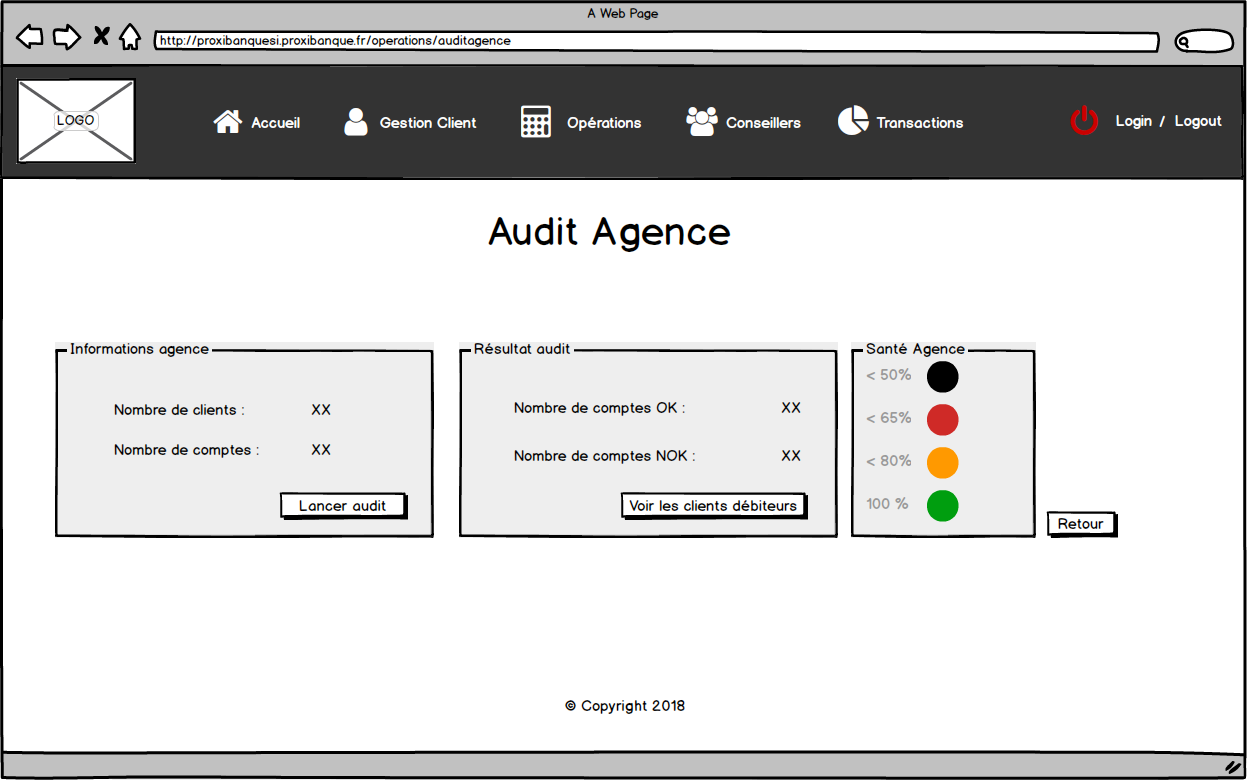 A Web Page
http://proxibanquesi.proxibanque.fr/operations/auditagence
LOGO
Accueil
Gestion Client
Opérations
Conseillers
Transactions
Login / Logout
Audit Agence
Informations agence
Nombre de clients : XX
Nombre de comptes : XX
Lancer audit
Résultat audit
Nombre de comptes OK : XX
Nombre de comptes NOK : XX
Voir les clients débiteurs
Santé Agence
< 50%
< 65%
< 80%
100 %
Retour
© Copyright 2018